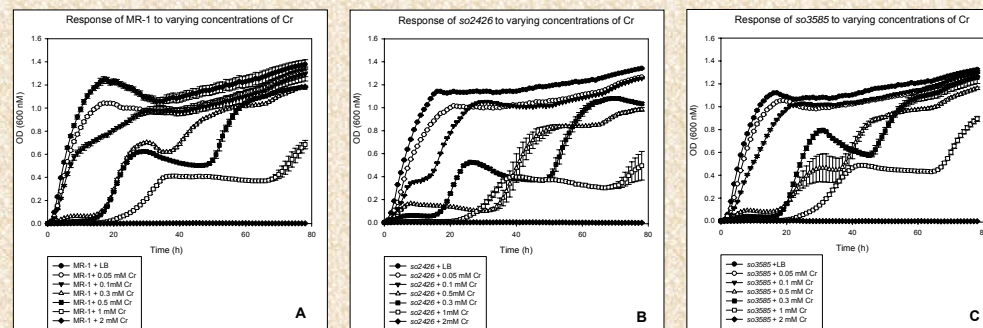 Response of MR-1 to varying concentrations of Cr
OD (600 nM)
1.6
1.4
1.2
1.0
0.8
0.6
0.4
0.2
0.0
0 20 40 60 80
Time (h)
MR-1 + LB
MR-1+ 0.05 mM Cr
MR-1 + 0.1mM Cr
MR-1 + 0.3 mM Cr
MR-1+ 0.5 mM Cr
MR-1+ 1 mM Cr
MR-1 + 2 mM Cr
A
Response of so2426 to varying concentrations of Cr
OD (600 nM)
1.6
1.4
1.2
1.0
0.8
0.6
0.4
0.2
0.0
0 20 40 60 80
Time (h)
so2426 + LB
so2426 + 0.05 mM Cr
so2426 + 0.1 mM Cr
so2426 + 0.5mM Cr
so2426 + 0.3 mM Cr
so2426 + 1mM Cr
so2426 + 2mM Cr
B
Response of so3585 to varying concentrations of Cr
OD (600 nM)
1.6
1.4
1.2
1.0
0.8
0.6
0.4
0.2
0.0
0 20 40 60 80
Time (h)
so3585 +LB
so3585 + 0.05 mM Cr
so3585 + 0.1 mM Cr
so3585 + 0.5 mM Cr
so3585 + 0.3 mM Cr
so3585 + 1 mM Cr
so3585 + 2 mM Cr
C